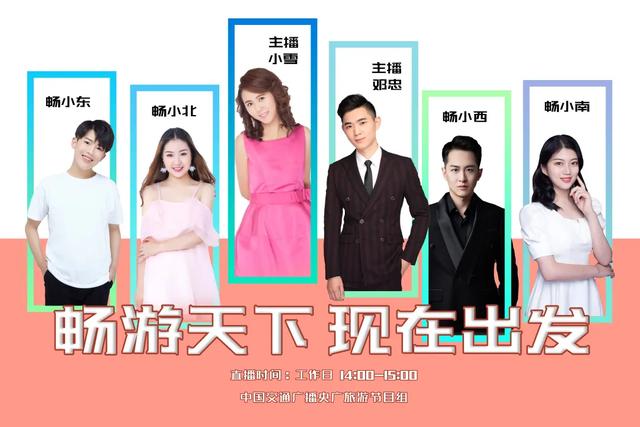 畅小东
畅小北
主播
小雪
主播
邓忠
畅小西
畅小南
畅游天下 现在出发
直播时间：工作日 14:00-15:00
中国交通广播央广旅游节目组